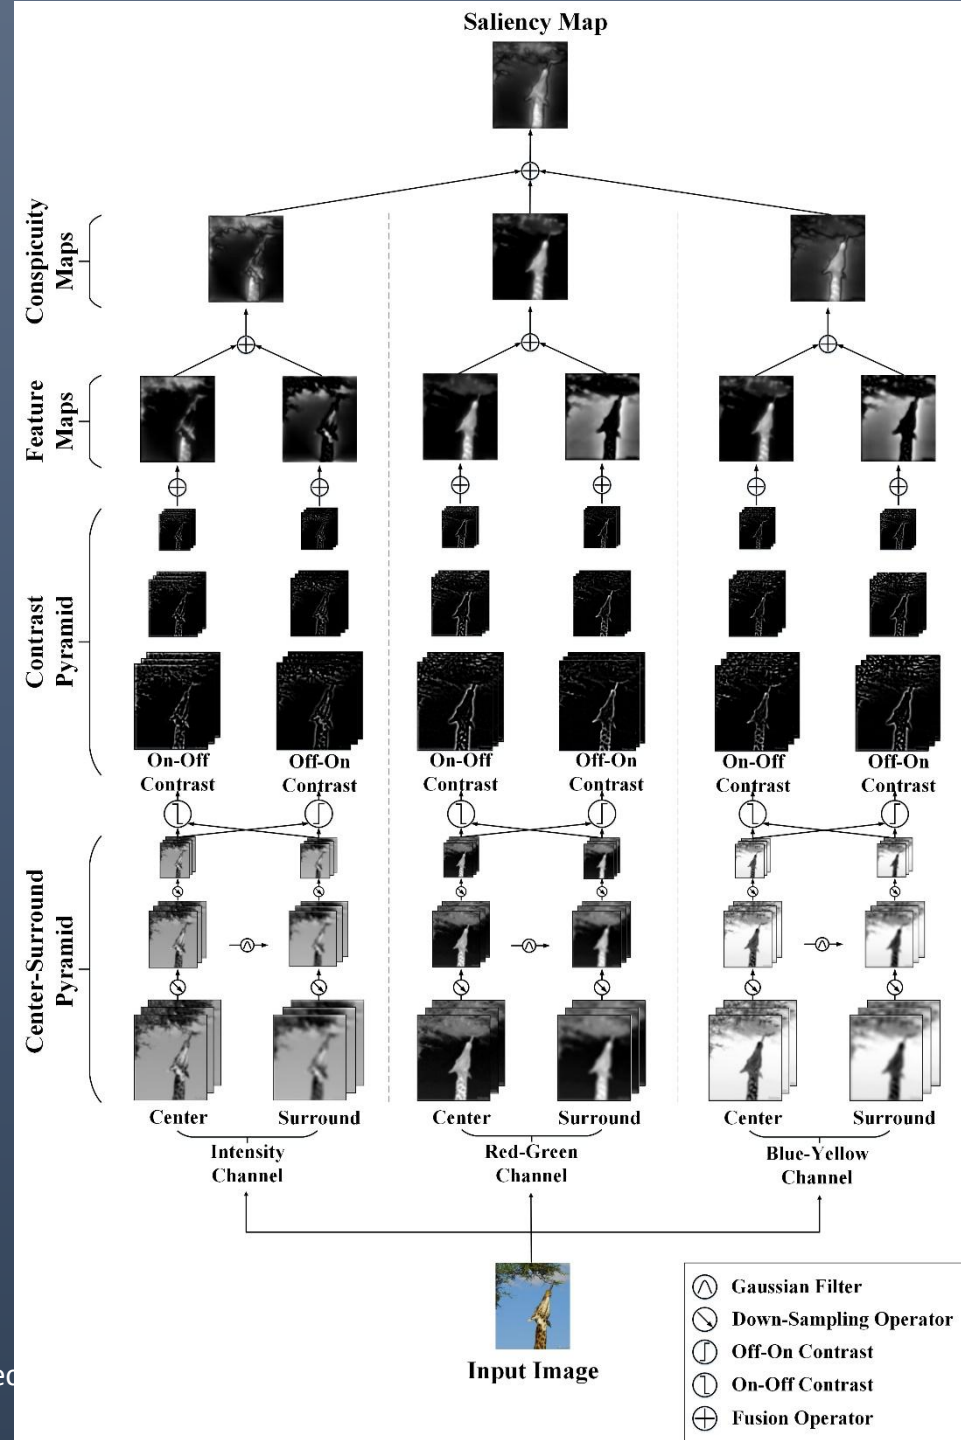 Saliency Map
Conspicuity
Maps
Feature
Maps
Contrast
Pyramid
On-Off
Contrast
Off-On
Contrast
On-Off
Contrast
Off-On
Contrast
On-Off
Contrast
Off-On
Contrast
Center-Surround
Pyramid
Center
Surround
Center
Surround
Center
Surround
Intensity
Channel
Red-Green
Channel
Blue-Yellow
Channel
Input Image
Gaussian Filter
Down-Sampling Operator
Off-On Contrast
On-Off Contrast
Fusion Operator